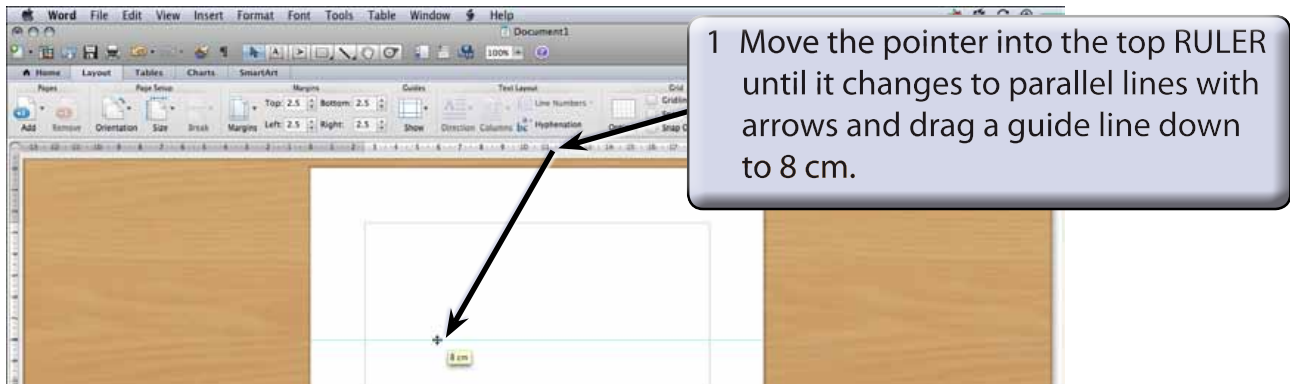 Word File Edit View Insert Format Font Tools Table Window Help
Document1
100%
Home Layout Tables Charts SmartArt
Pages Page Setup Margins Guides Text Layout Grid
Top: 2.5 Bottom: 2.5 Line Numbers
Left: 2.5 Right: 2.5 Hyphenation
Add Remove Orientation Size Break Margins Show Direction Columns Snap
1 Move the pointer into the top RULER
until it changes to parallel lines with
arrows and drag a guide line down
to 8 cm.
8 cm